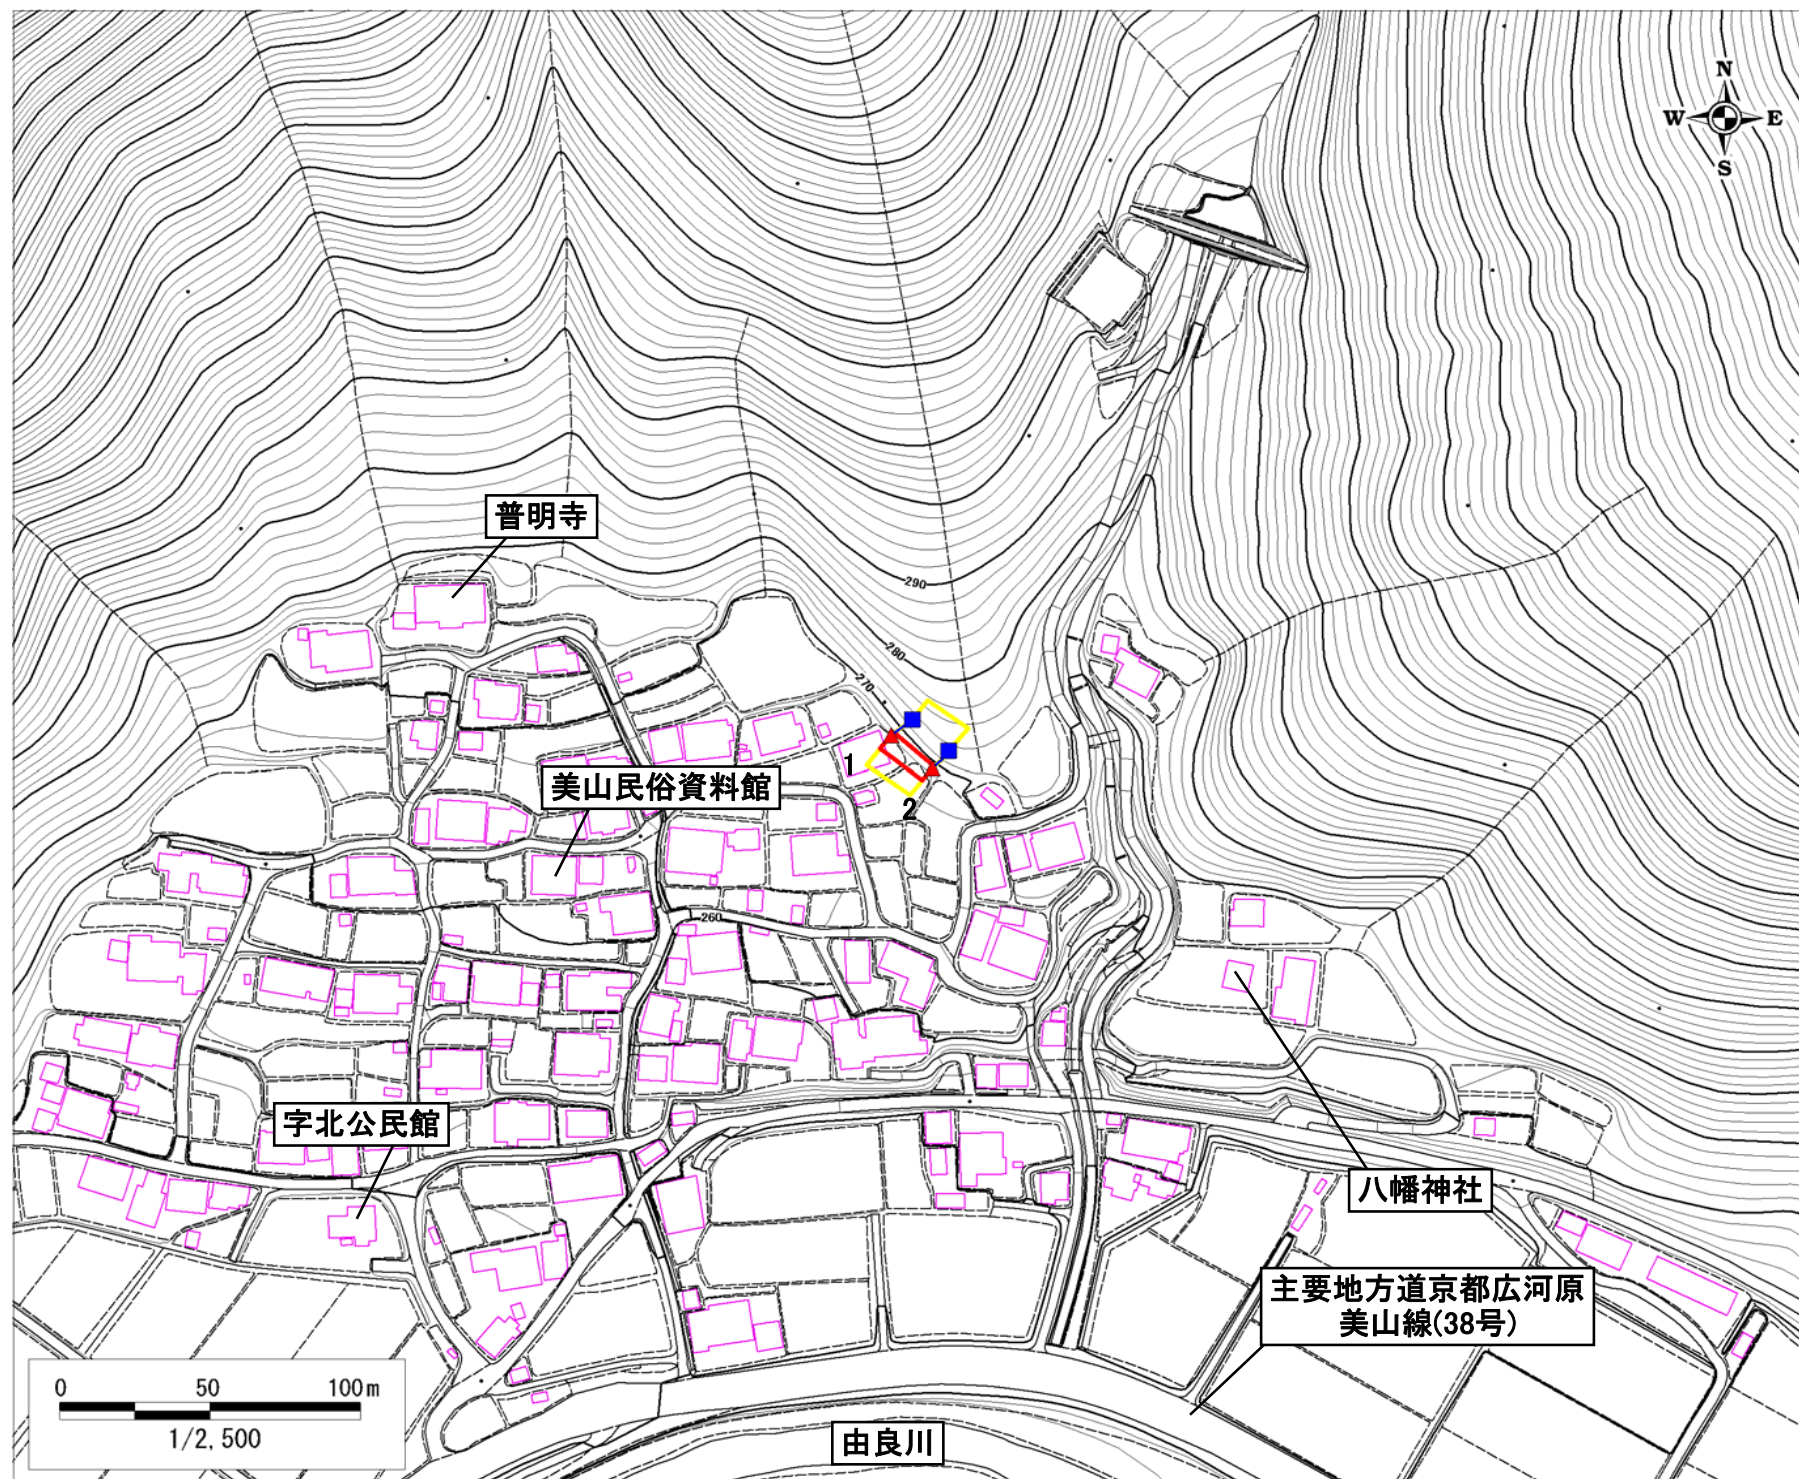 N
W E
S
普明寺
290
280
270
1
美山民俗資料館
2
260
字北公民館
八幡神社
主要地方道京都広河原
美山線(38号)
0 50 100m
1/2,500
由良川